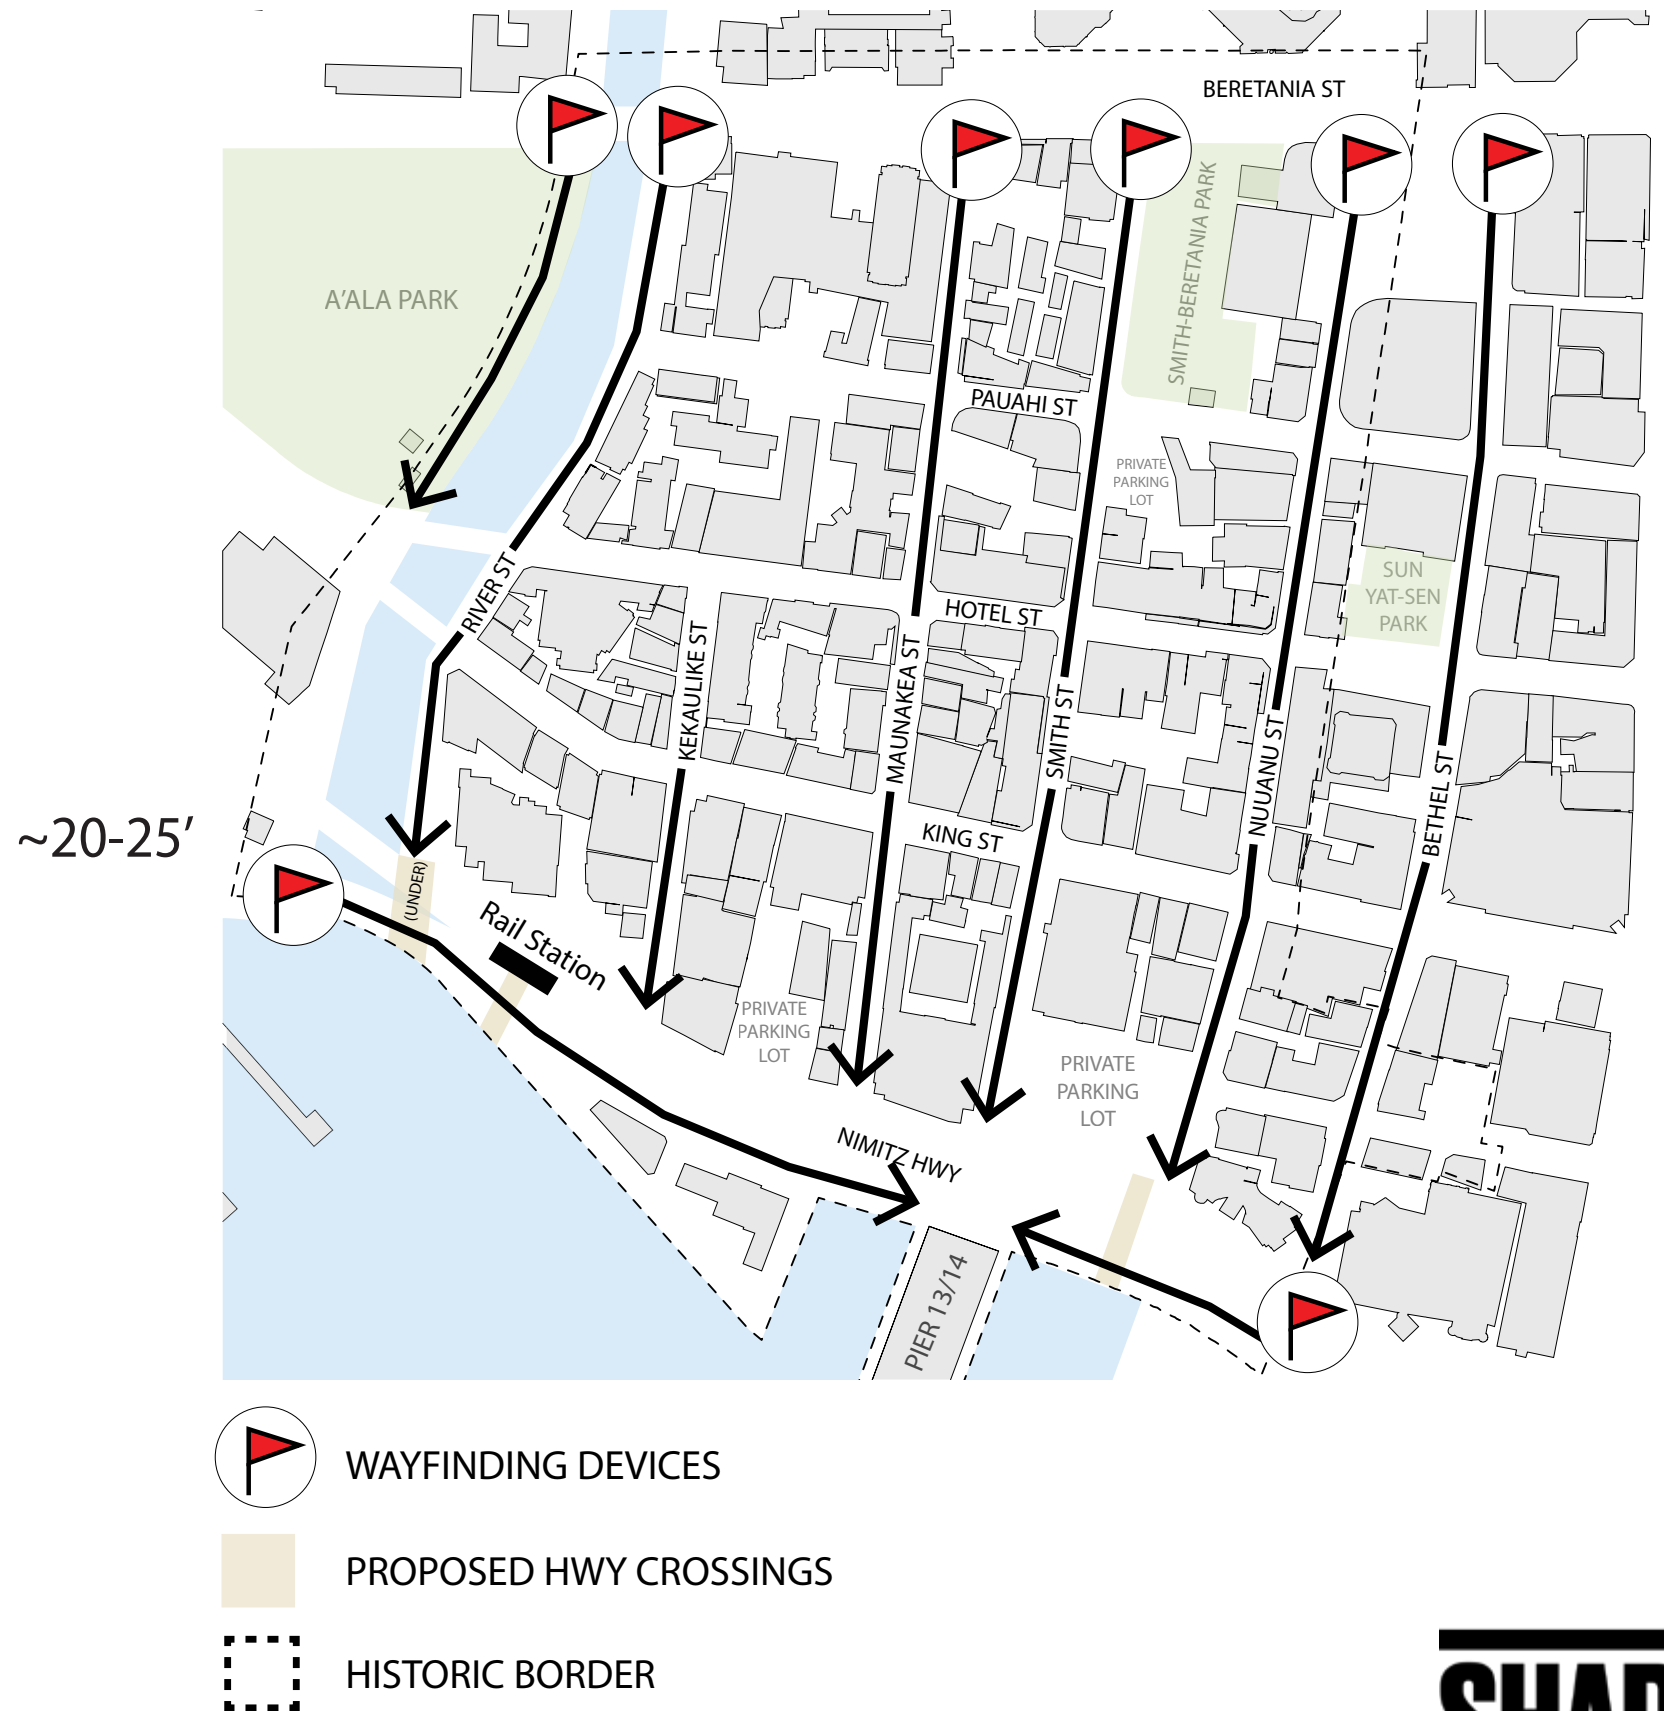 BERETANIA ST
A'ALA PARK
SMITH-BERETANIA PARK
PAUAHI ST
PRIVATE
PARKING
LOT
SUN
YAT-SEN
PARK
HOTEL ST
RIVER ST
KEKAULIKE ST
MAUNAKEA ST
SMITH ST
NUUANU ST
BETHEL ST
~20-25’
KING ST
(UNDER)
Rail Station
PRIVATE
PARKING
LOT
PRIVATE
PARKING
LOT
NIMITZ HWY
PIER 13/14
WAYFINDING DEVICES
PROPOSED HWY CROSSINGS
HISTORIC BORDER